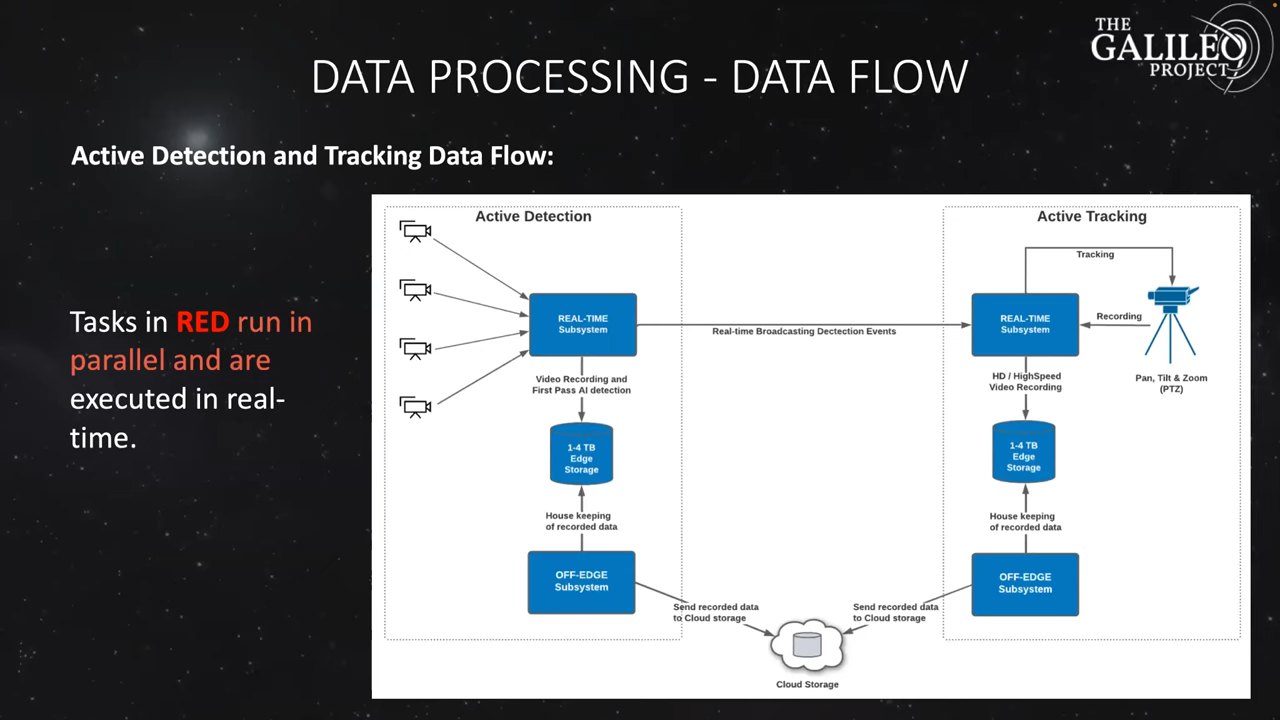 THE
GALILEO
PROJECT
DATA PROCESSING - DATA FLOW
Active Detection and Tracking Data Flow:
Tasks in RED run in
parallel and are
executed in real-
time.
Active Detection
REAL-TIME
Subsystem
Video Recording and
First Pass AI detection
1-4 TB
Edge
Storage
House keeping
of recorded data
OFF-EDGE
Subsystem
Send recorded data
to Cloud storage
Real-time Broadcasting Dectection Events
Active Tracking
Tracking
REAL-TIME
Subsystem
Recording
Pan, Tilt & Zoom
(PTZ)
HD / HighSpeed
Video Recording
1-4 TB
Edge
Storage
House keeping
of recorded data
OFF-EDGE
Subsystem
Send recorded data
to Cloud storage
Cloud Storage